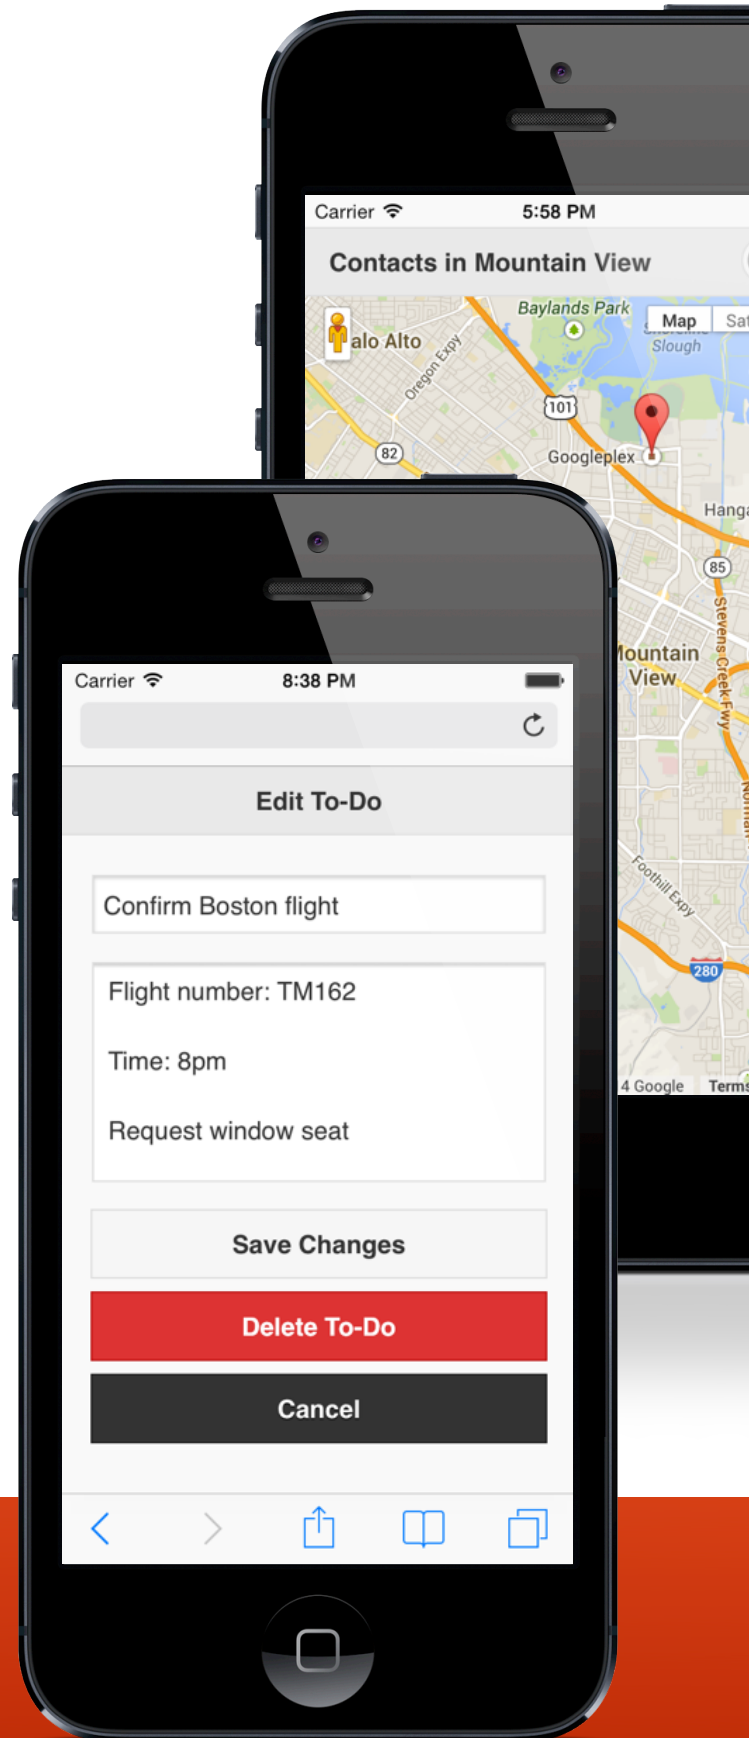 Carrier 5:58 PM
Contacts in Mountain View
Baylands Park
Map
Slough
alo Alto
Oregon Expy
101
82
Googleplex
85
Stevens Creek Fwy
Mountain
View
Foothill Expy
280
4 Google Terms
Carrier 8:38 PM
Edit To-Do
Confirm Boston flight
Flight number: TM162
Time: 8pm
Request window seat
Save Changes
Delete To-Do
Cancel